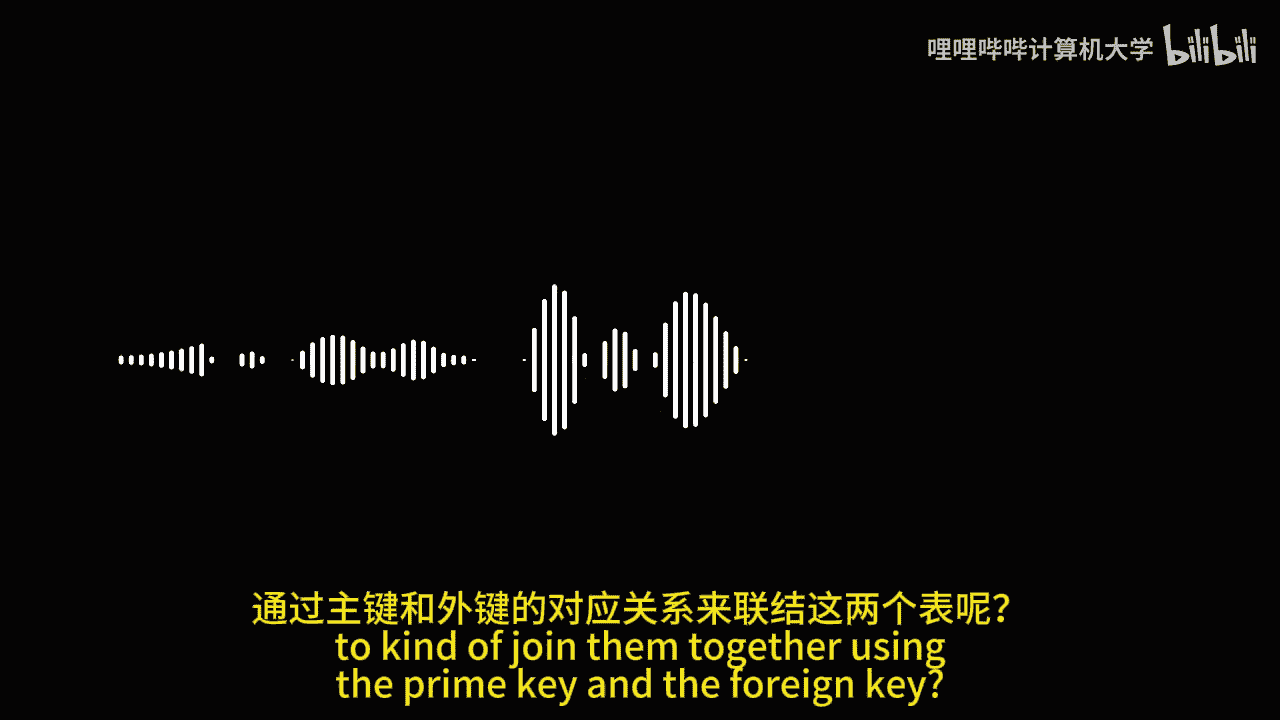 哩哩哔哔计算机大学 bilibili
通过主键和外键的对应关系来联结这两个表呢？
to kind of join them together using
the prime key and the foreign key?